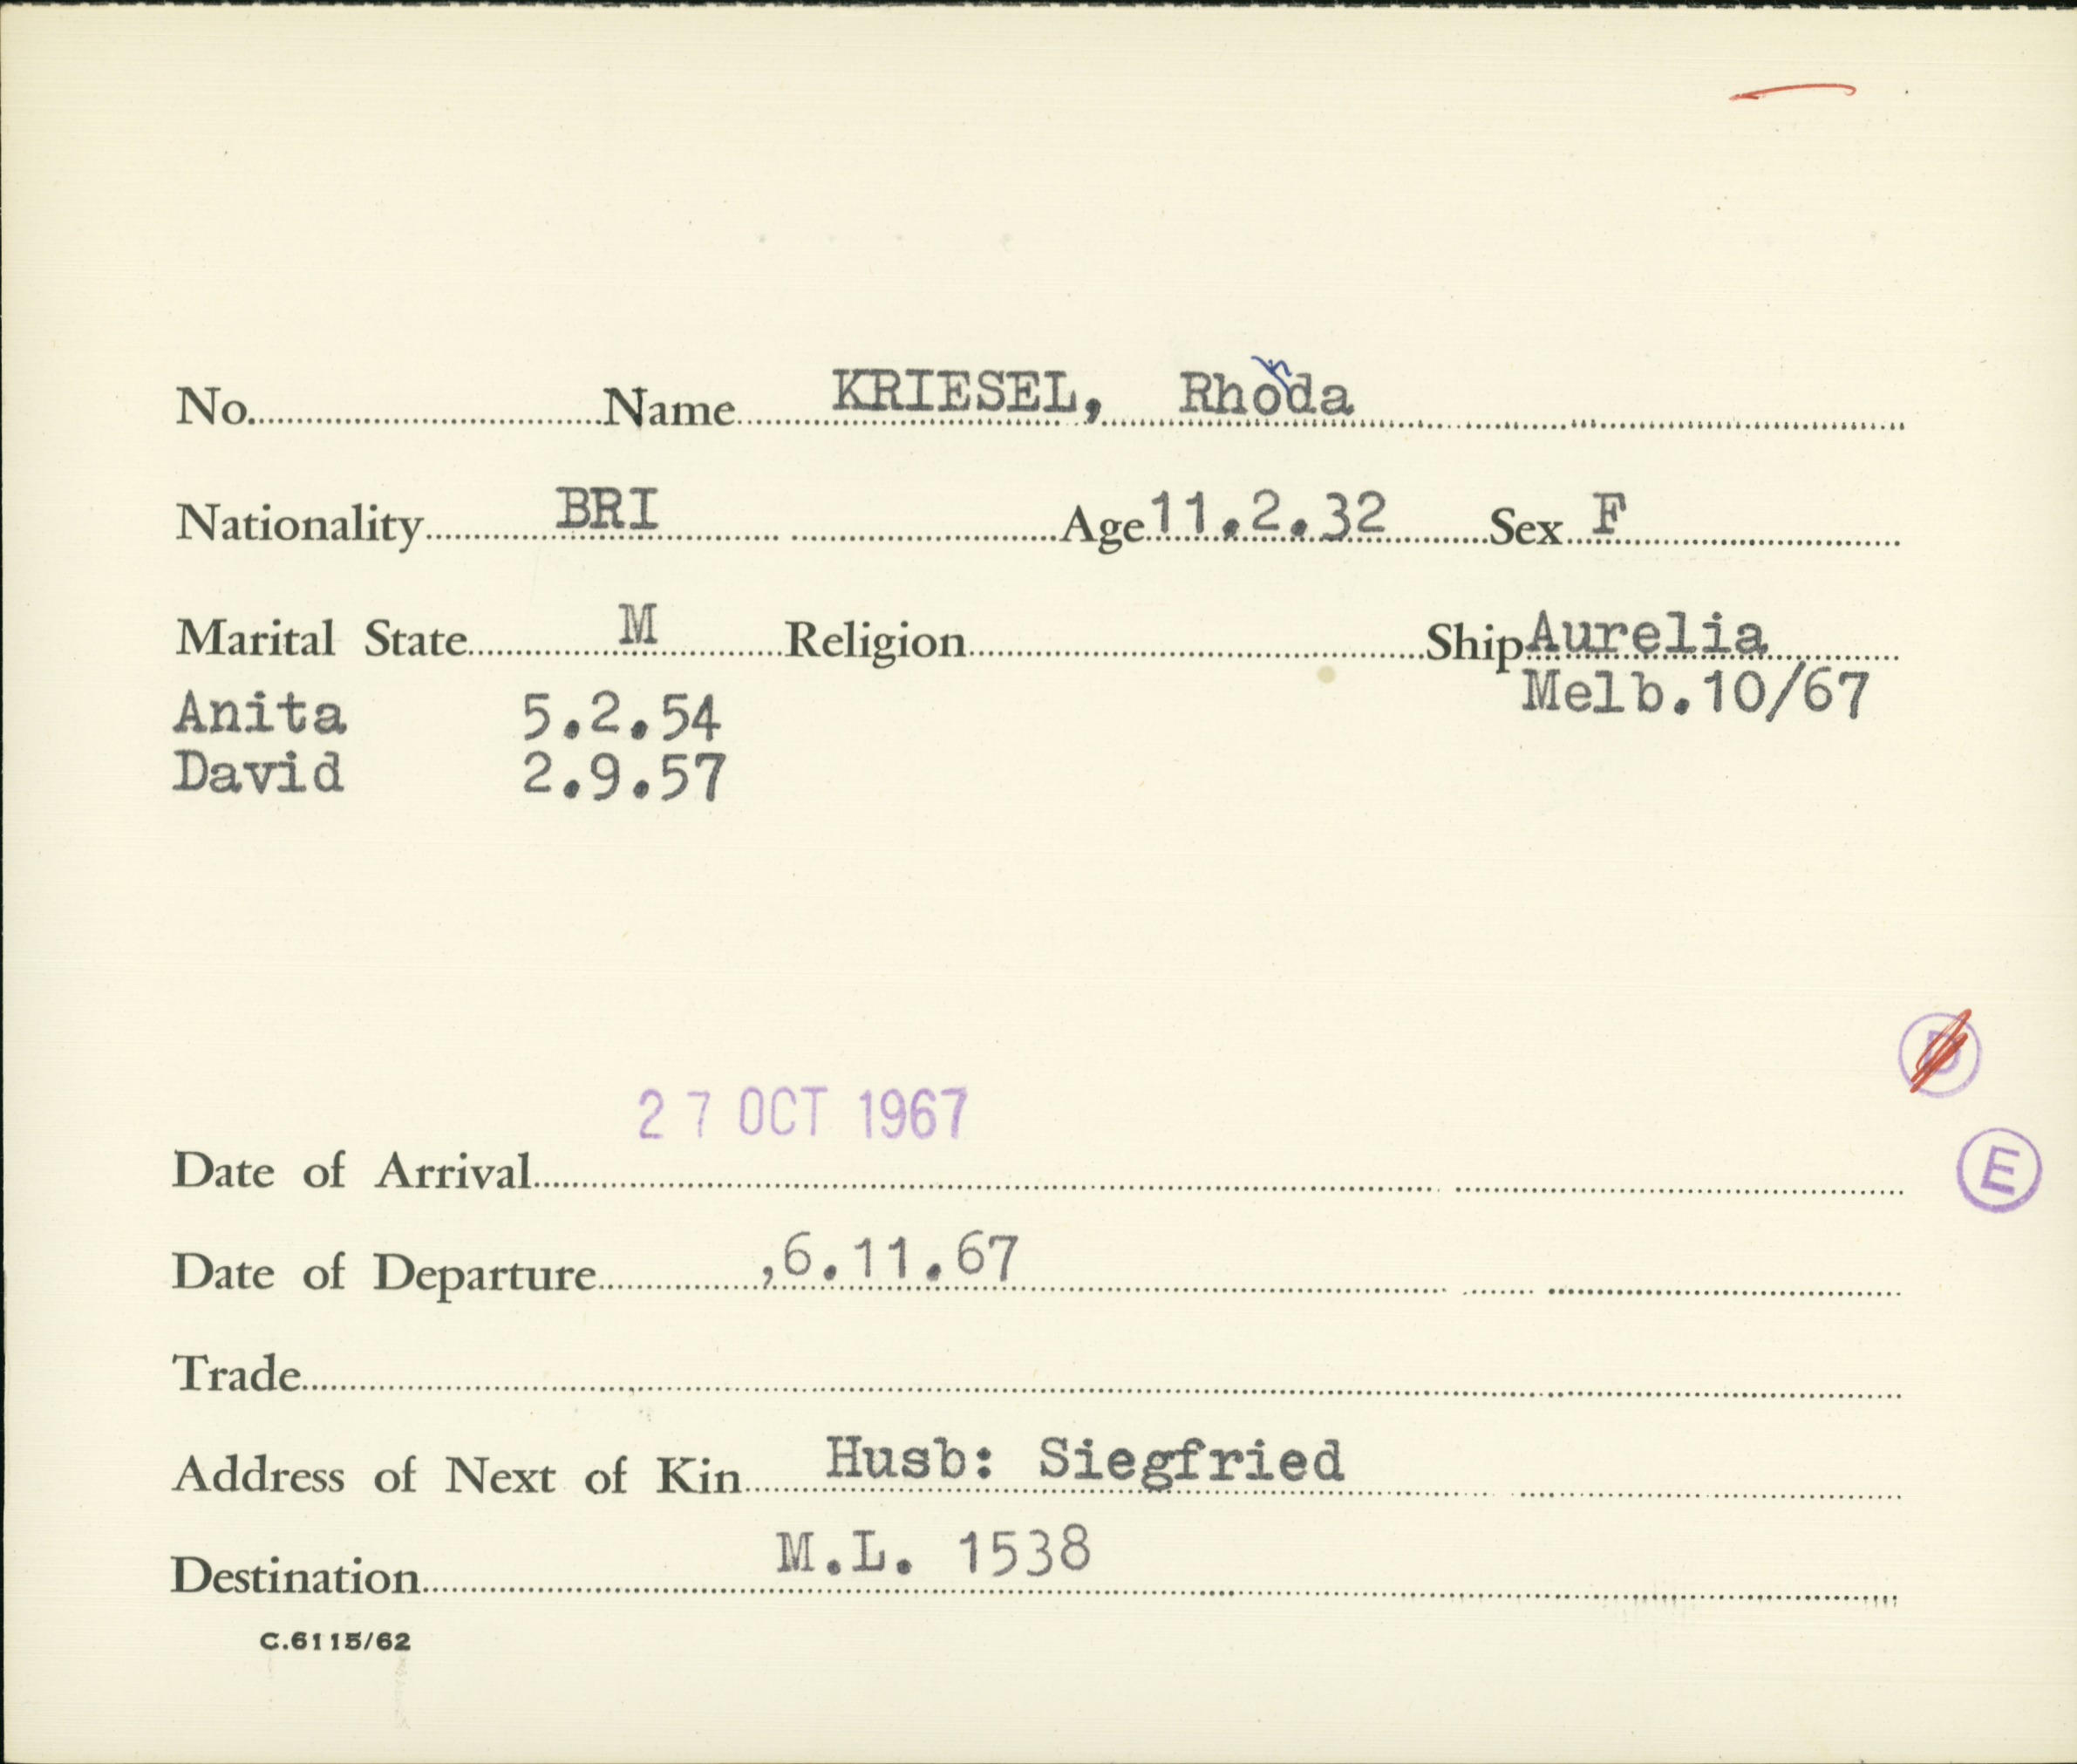 No. Name KRIESEL, Rhoda
Nationality BRI Age 11.2.32 Sex F
Marital State M Religion Ship Aurelia
Melb.10/67
Anita 5.2.54
David 2.9.57
D
27 OCT 1967
E
Date of Arrival
Date of Departure ,6.11.67
Trade
Address of Next of Kin Husb: Siegfried
Destination M.L. 1538
C.6115/62